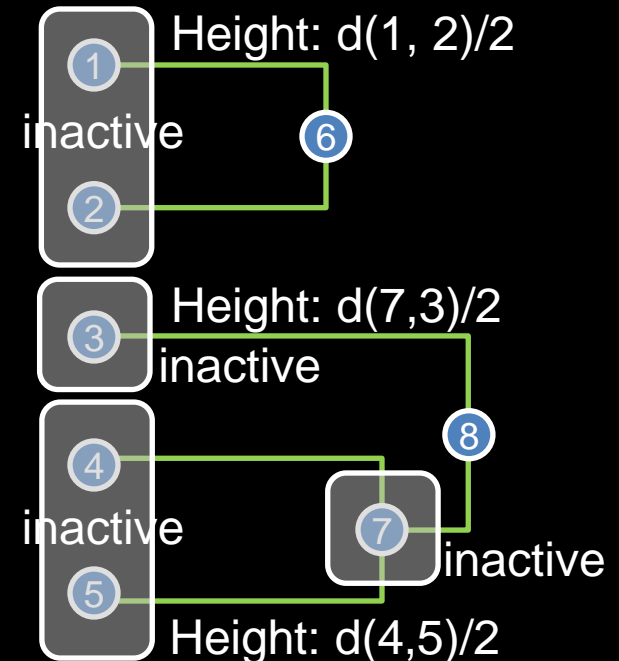 Height: d(1, 2)/2
1
inactive
6
2
Height: d(7,3)/2
3
inactive
8
4
inactive
7
inactive
5
Height: d(4,5)/2